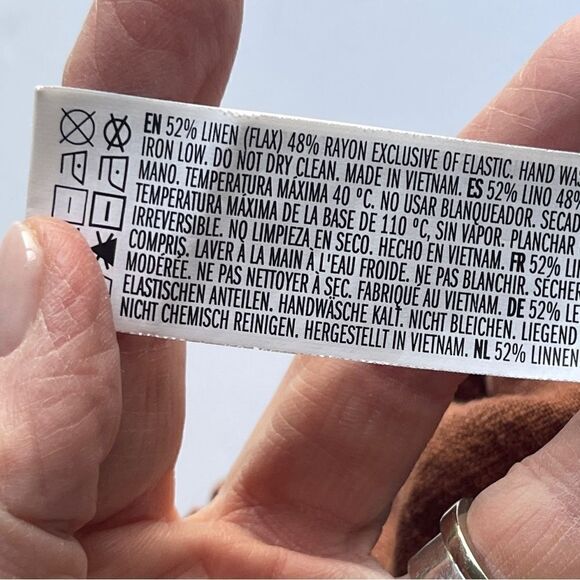 EN 52% LINEN (FLAX) 48% RAYON EXCLUSIVE OF ELASTIC. HAND WAS
IRON LOW. DO NOT DRY CLEAN. MADE IN VIETNAM. ES 52% LINO 48%
MANO. TEMPERATURA MÁXIMA 40 ºC. NO USAR BLANQUEADOR. SECAD
TEMPERATURA MÁXIMA DE LA BASE DE 110 ºC, SIN VAPOR. PLANCHAR
IRREVERSIBLE. NO LIMPIEZA EN SECO. HECHO EN VIETNAM. FR 52% LI
COMPRIS. LAVER À LA MAIN À L'EAU FROIDE. NE PAS BLANCHIR. SÉCHER
MODÉRÉE. NE PAS NETTOYER À SEC. FABRIQUÉ AU VIETNAM. DE 52% LE
ELASTISCHEN ANTEILEN. HANDWÄSCHE KALT. NICHT BLEICHEN. LIEGEND
NICHT CHEMISCH REINIGEN. HERGESTELLT IN VIETNAM. NL 52% LINNEN